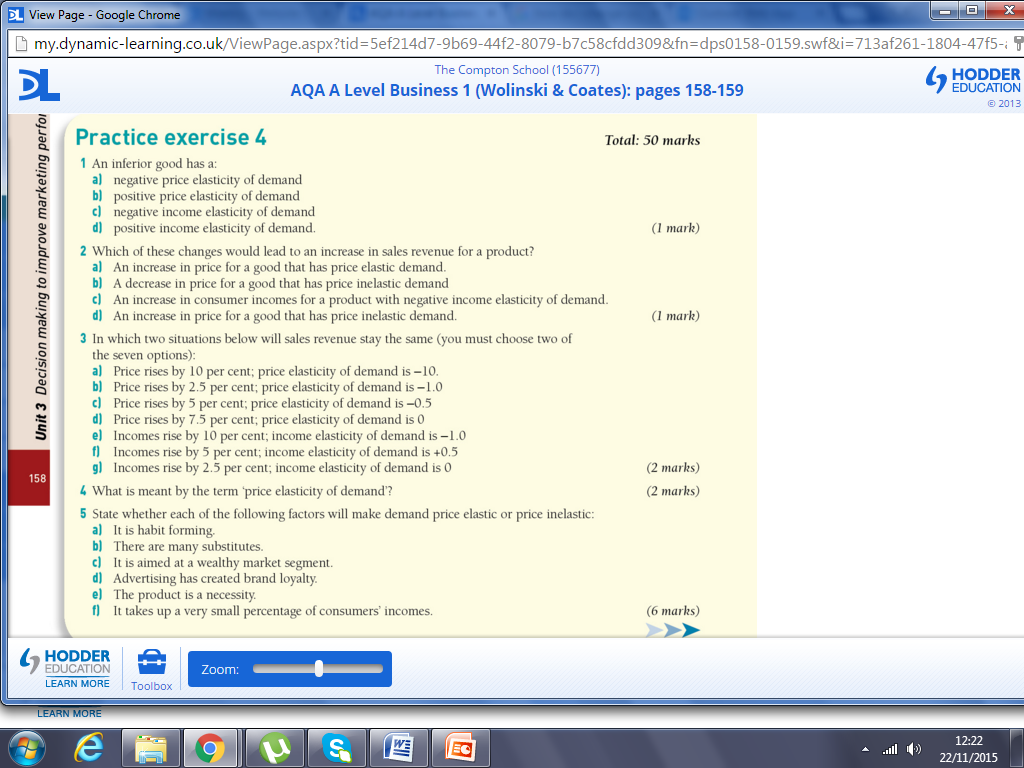 View Page - Google Chrome
my.dynamic-learning.co.uk/ViewPage.aspx?tid=5ef214d7-9b69-44f2-8079-b7c58cfdd309&fn=dps0158-0159.swf&i=713af261-1804-47f5-
DL
The Compton School (155677)
AQA A Level Business 1 (Wolinski & Coates): pages 158-159
HODDER
EDUCATION
© 2013
Unit 3 Decision making to improve marketing perfor
158
Practice exercise 4 Total: 50 marks
1 An inferior good has a:
a) negative price elasticity of demand
b) positive price elasticity of demand
c) negative income elasticity of demand
d) positive income elasticity of demand. (1 mark)
2 Which of these changes would lead to an increase in sales revenue for a product?
a) An increase in price for a good that has price elastic demand.
b) A decrease in price for a good that has price inelastic demand
c) An increase in consumer incomes for a product with negative income elasticity of demand.
d) An increase in price for a good that has price inelastic demand. (1 mark)
3 In which two situations below will sales revenue stay the same (you must choose two of
the seven options):
a) Price rises by 10 per cent; price elasticity of demand is –10.
b) Price rises by 2.5 per cent; price elasticity of demand is –1.0
c) Price rises by 5 per cent; price elasticity of demand is –0.5
d) Price rises by 7.5 per cent; price elasticity of demand is 0
e) Incomes rise by 10 per cent; income elasticity of demand is –1.0
f) Incomes rise by 5 per cent; income elasticity of demand is +0.5
g) Incomes rise by 2.5 per cent; income elasticity of demand is 0 (2 marks)
4 What is meant by the term ‘price elasticity of demand’? (2 marks)
5 State whether each of the following factors will make demand price elastic or price inelastic:
a) It is habit forming.
b) There are many substitutes.
c) It is aimed at a wealthy market segment.
d) Advertising has created brand loyalty.
e) The product is a necessity.
f) It takes up a very small percentage of consumers’ incomes. (6 marks)
HODDER
EDUCATION
LEARN MORE
Toolbox
Zoom:
LEARN MORE
12:22
22/11/2015